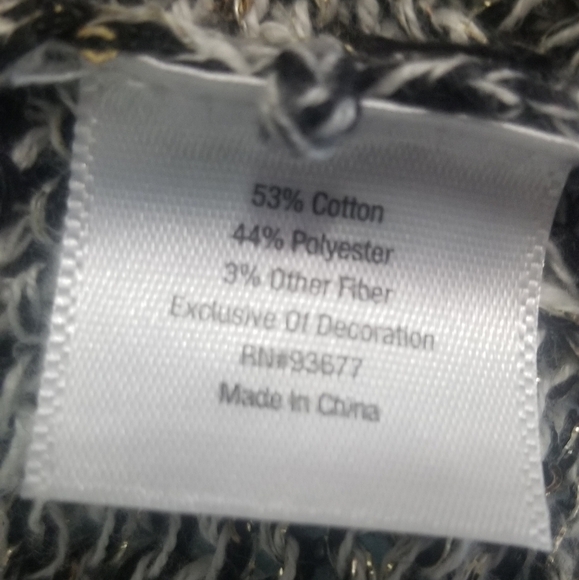 53% Cotton
44% Polyester
3% Other Fiber
Exclusive Of Decoration
RN#93677
Made In China